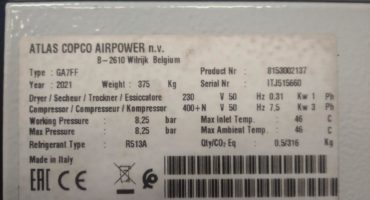 ATLAS COPCO AIRPOWER n.v.
B-2610 Wilrijk Belgium
Type : GA7FF Product Nr : 8153002137
Year : 2021 Weight : 375 Kg Serial Nr : ITJ515660
Dryer / Secheur / Trockner / Essiccatore 230 V 50 Hz 0.31 Kw 1 Ph
Compressor / Compresseur / Kompressor 400+N V 50 Hz 7,5 Kw 3 Ph
Working Pressure : 8,25 bar Max Inlet Temp. : 46 C
Max Pressure : 8,25 bar Max Ambient Temp. : 46 C
Refrigerant Type : R513A Qty/CO2 Eq : 0.5/316 Kg
Made in Italy
EAC CE